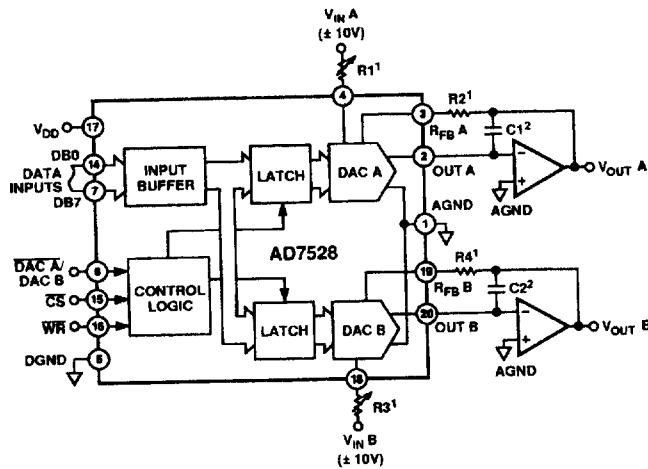 V_IN A
(± 10V)
R1¹
4
V_DD
17
3
R2¹
R_FB A
C1²
DB0
14
DATA
INPUTS
7
DB7
INPUT
BUFFER
LATCH
DAC A
2
OUT A
−
+
V_OUT A
AGND
AGND
1
AD7528
DAC A/
DAC B
6
CS
15
WR
16
CONTROL
LOGIC
19
R4¹
R_FB B
C2²
LATCH
DAC B
20
OUT B
−
+
V_OUT B
AGND
DGND
5
18
R3¹
V_IN B
(± 10V)